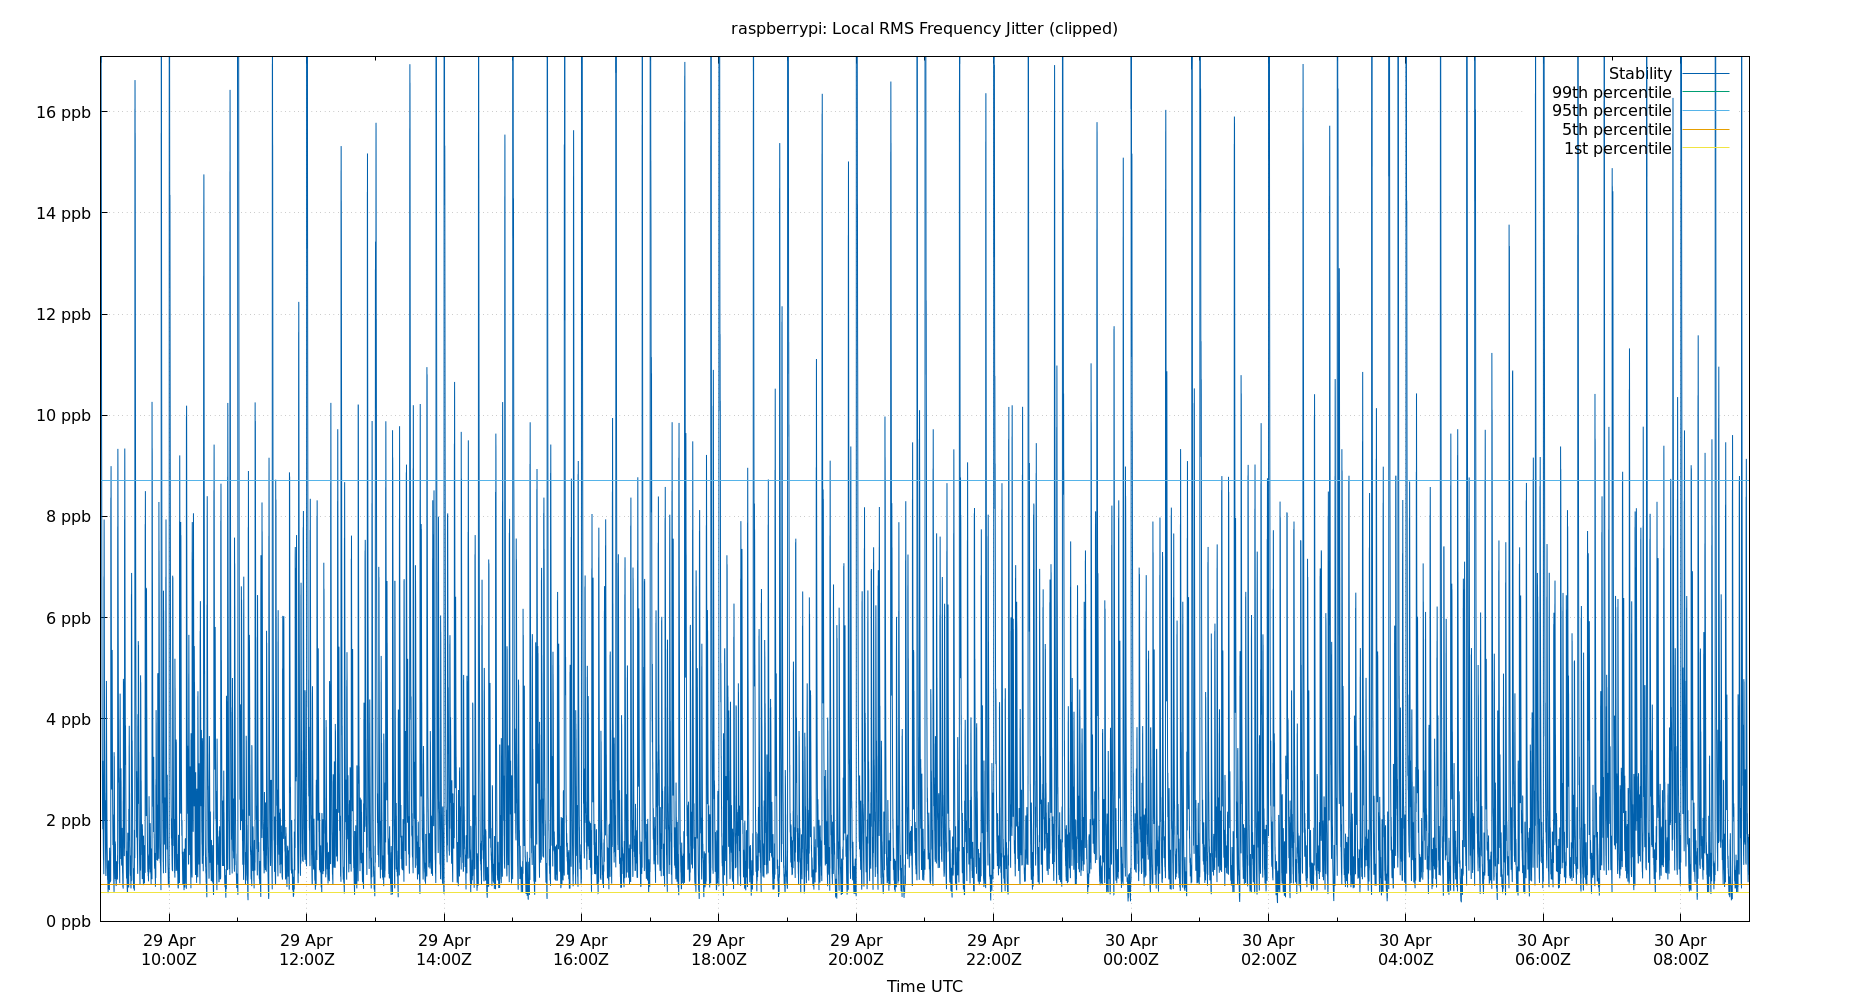 raspberrypi: Local RMS Frequency Jitter (clipped)
Stability
99th percentile
95th percentile
5th percentile
1st percentile
16 ppb
14 ppb
12 ppb
10 ppb
8 ppb
6 ppb
4 ppb
2 ppb
0 ppb
29 Apr 29 Apr 29 Apr 29 Apr 29 Apr 29 Apr 29 Apr 30 Apr 30 Apr 30 Apr 30 Apr 30 Apr
10:00Z 12:00Z 14:00Z 16:00Z 18:00Z 20:00Z 22:00Z 00:00Z 02:00Z 04:00Z 06:00Z 08:00Z
Time UTC